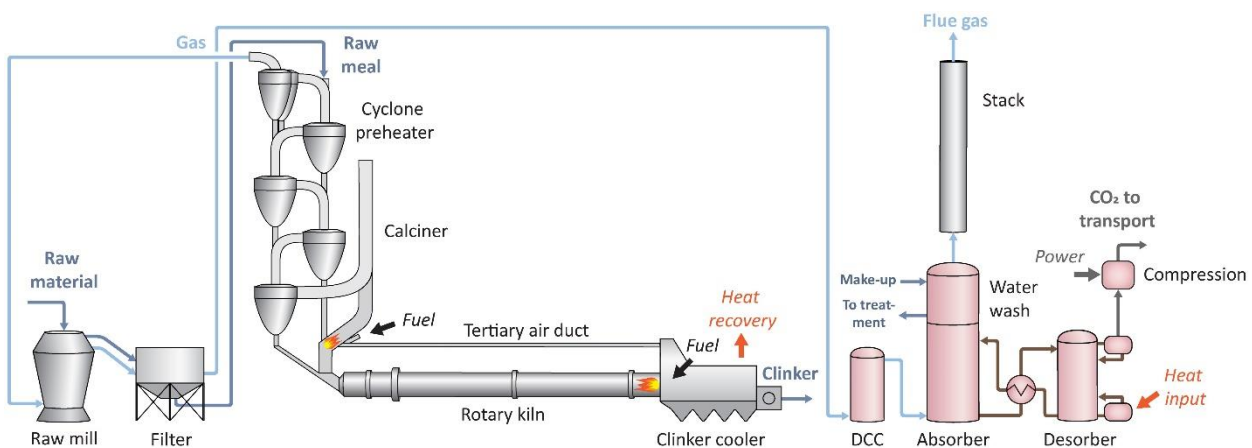 Gas
Raw
meal
Cyclone
preheater
Calciner
Raw
material
Fuel
Tertiary air duct
Heat
recovery
Fuel
Clinker
Raw mill
Filter
Rotary kiln
Clinker cooler
Flue gas
Stack
CO₂ to
transport
Power
Compression
Make-up
To treat-
ment
Water
wash
Heat
input
DCC
Absorber
Desorber